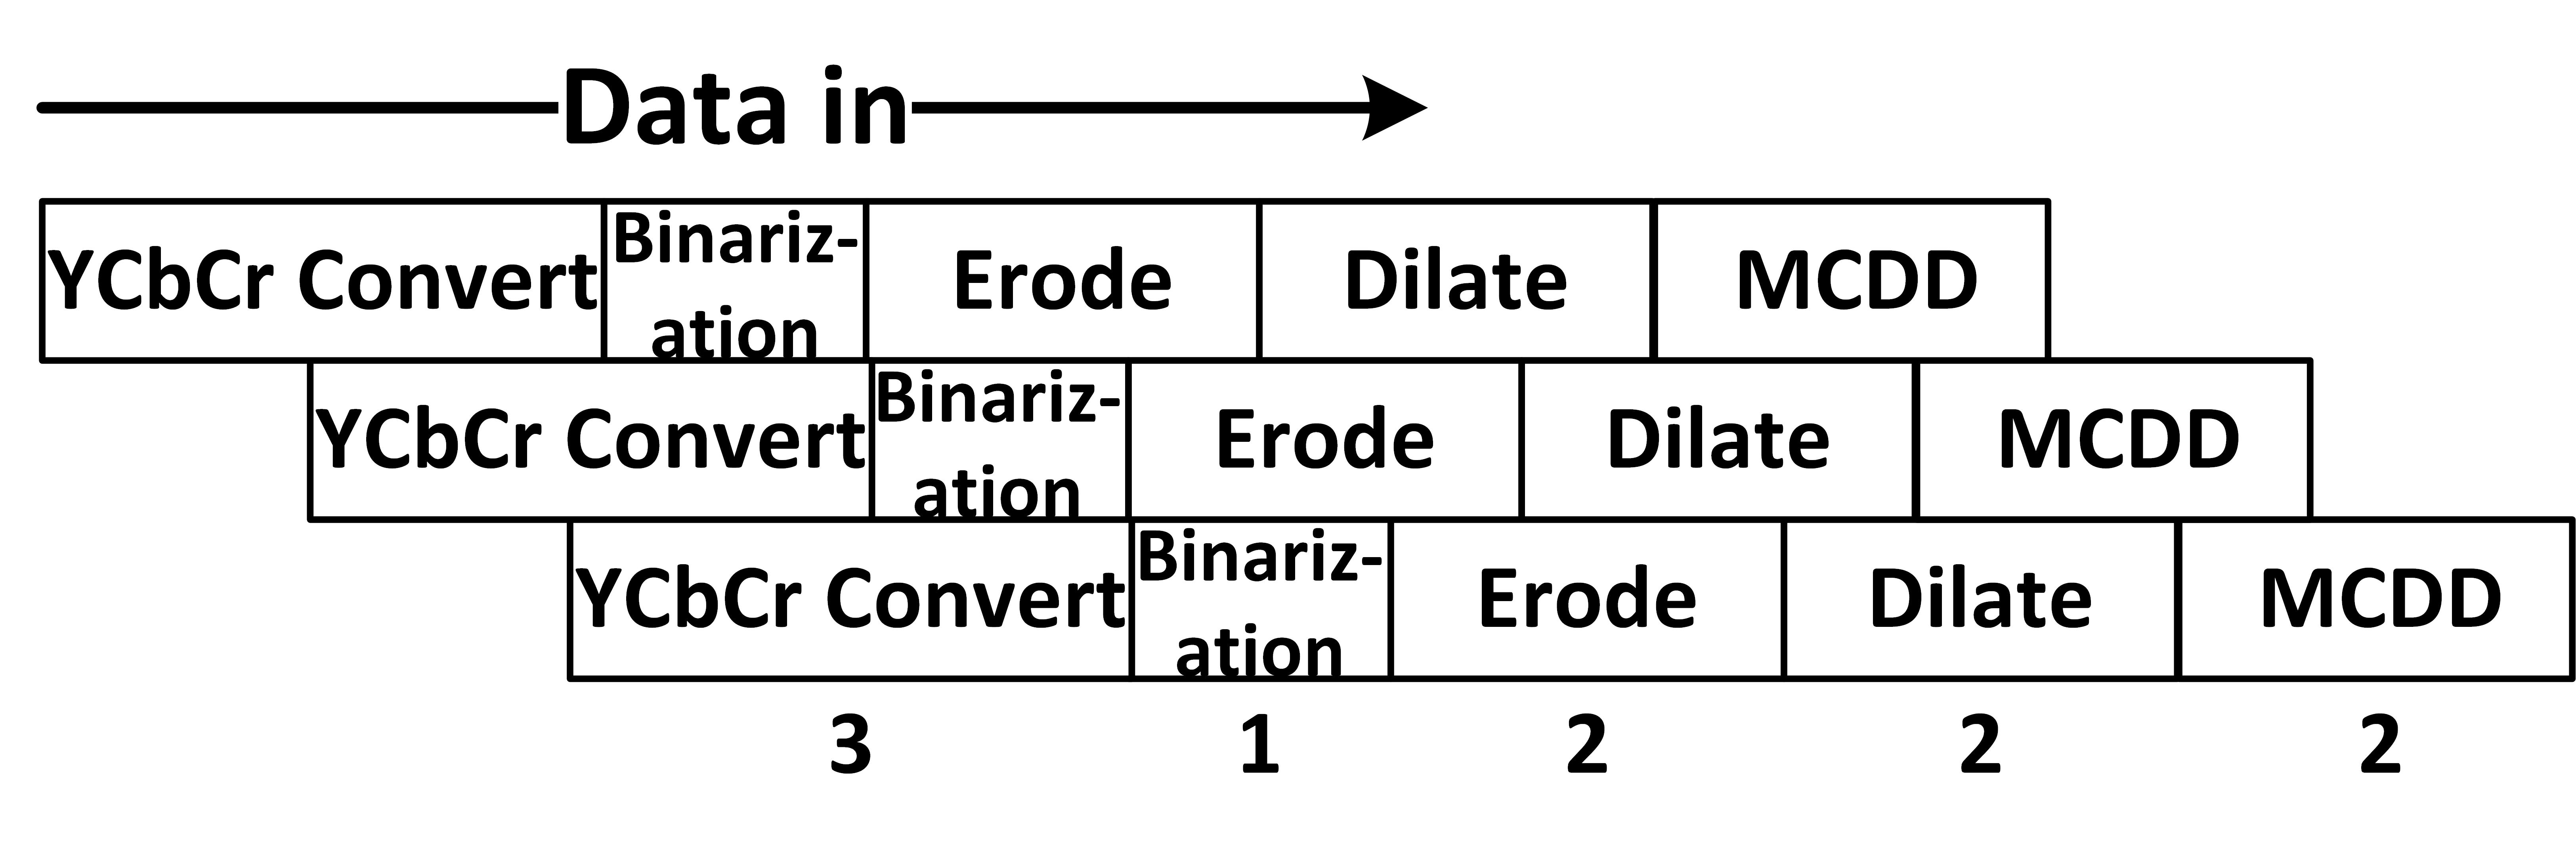 Data in
YCbCr Convert Binariz-ation Erode Dilate MCDD
YCbCr Convert Binariz-ation Erode Dilate MCDD
YCbCr Convert Binariz-ation Erode Dilate MCDD
3 1 2 2 2